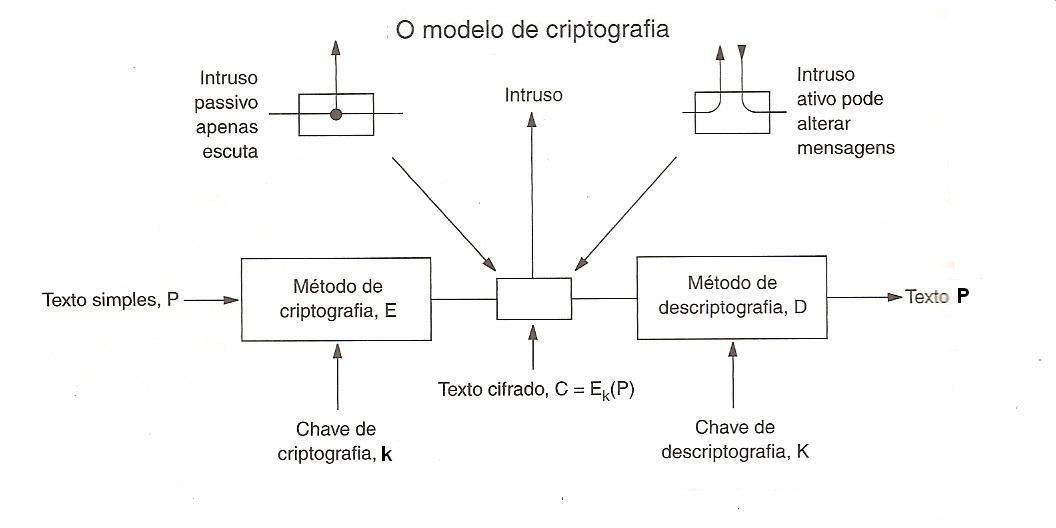 O modelo de criptografia
Intruso
passivo
apenas
escuta
Intruso
Intruso
ativo pode
alterar
mensagens
Texto simples, P
Método de
criptografia, E
Método de
descriptografia, D
Texto P
Texto cifrado, C = Ek(P)
Chave de
criptografia, k
Chave de
descriptografia, K